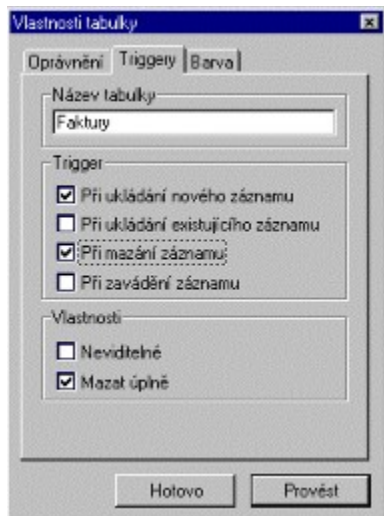 Vlastnosti tabulky
Oprávnění Triggery Barva
Název tabulky
Faktury
Trigger
Při ukládání nového záznamu
Při ukládání existujícího záznamu
Při mazání záznamu
Při zavádění záznamu
Vlastnosti
Neviditelné
Mazat úplně
Hotovo Provést